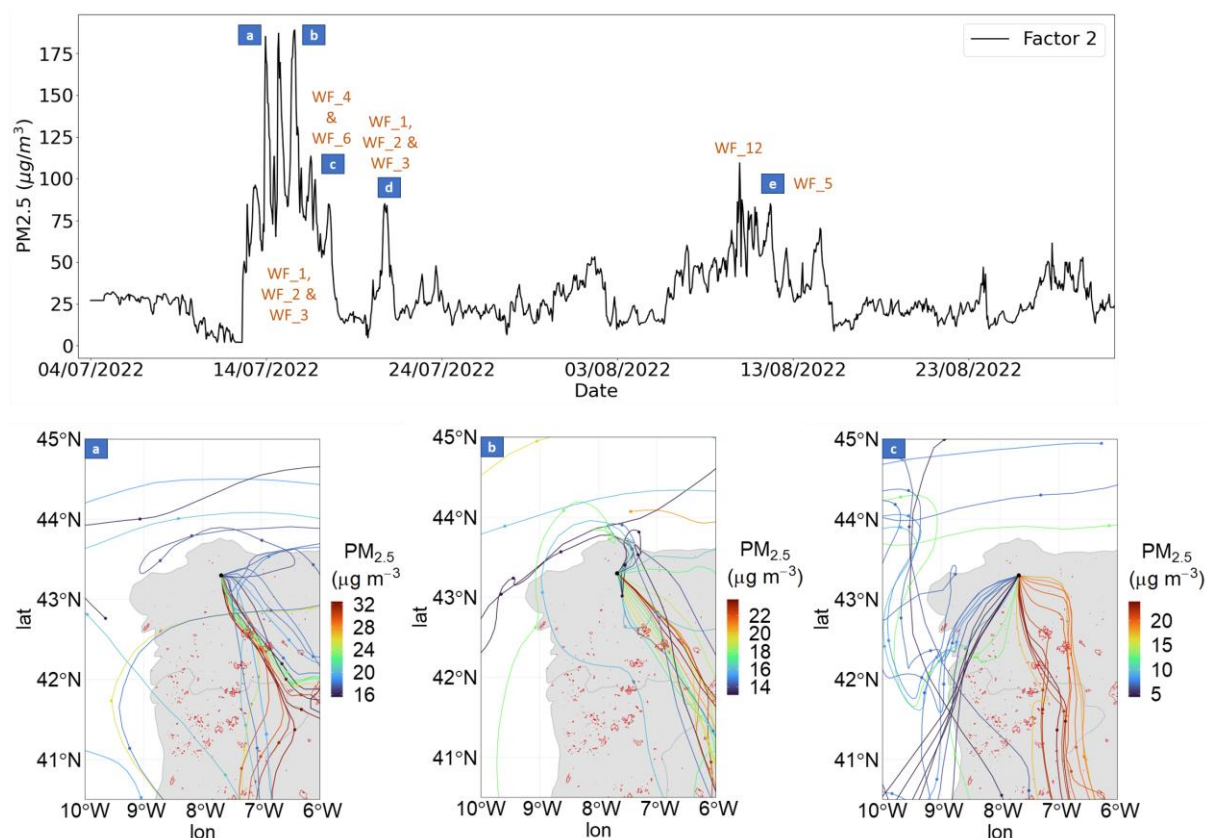 Factor 2
a
b
WF_4
&
WF_6
c
WF_1,
WF_2 &
WF_3
d
WF_12
e
WF_5
WF_1,
WF_2 &
WF_3
PM2.5 (μg/m³)
175
150
125
100
75
50
25
0
04/07/2022
14/07/2022
24/07/2022
03/08/2022
13/08/2022
23/08/2022
Date
a
45°N
44°N
43°N
42°N
41°N
lat
10°W
9°W
8°W
7°W
6°W
lon
PM2.5
(μg m−3)
32
28
24
20
16
b
45°N
44°N
43°N
42°N
41°N
lat
10°W
9°W
8°W
7°W
6°W
lon
PM2.5
(μg m−3)
22
20
18
16
14
c
45°N
44°N
43°N
42°N
41°N
lat
10°W
9°W
8°W
7°W
6°W
lon
PM2.5
(μg m−3)
20
15
10
5